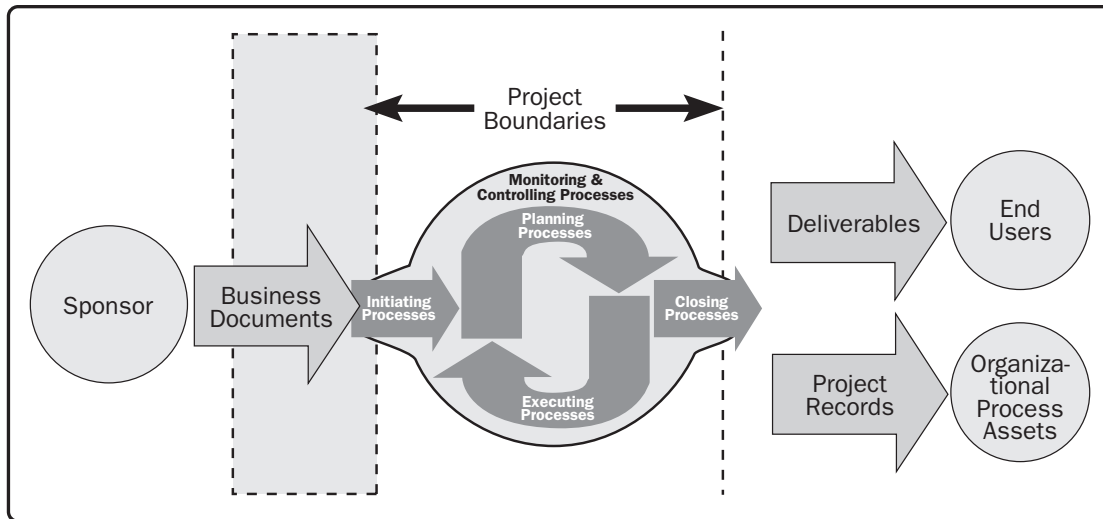 Project
Boundaries
Monitoring &
Controlling Processes
Planning
Processes
Sponsor
Business
Documents
Initiating
Processes
Closing
Processes
Executing
Processes
Deliverables
End
Users
Project
Records
Organiza-
tional
Process
Assets